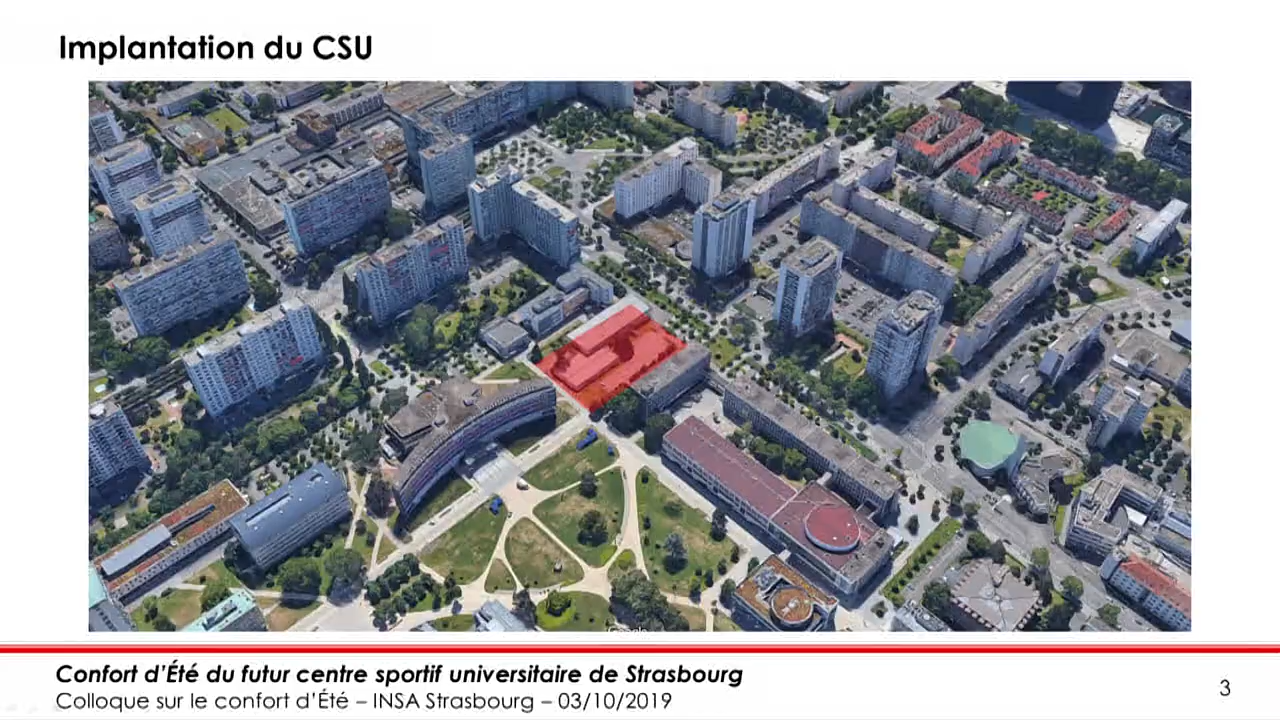 Implantation du CSU
Google
Confort d'Été du futur centre sportif universitaire de Strasbourg
Colloque sur le confort d'Été – INSA Strasbourg – 03/10/2019
3